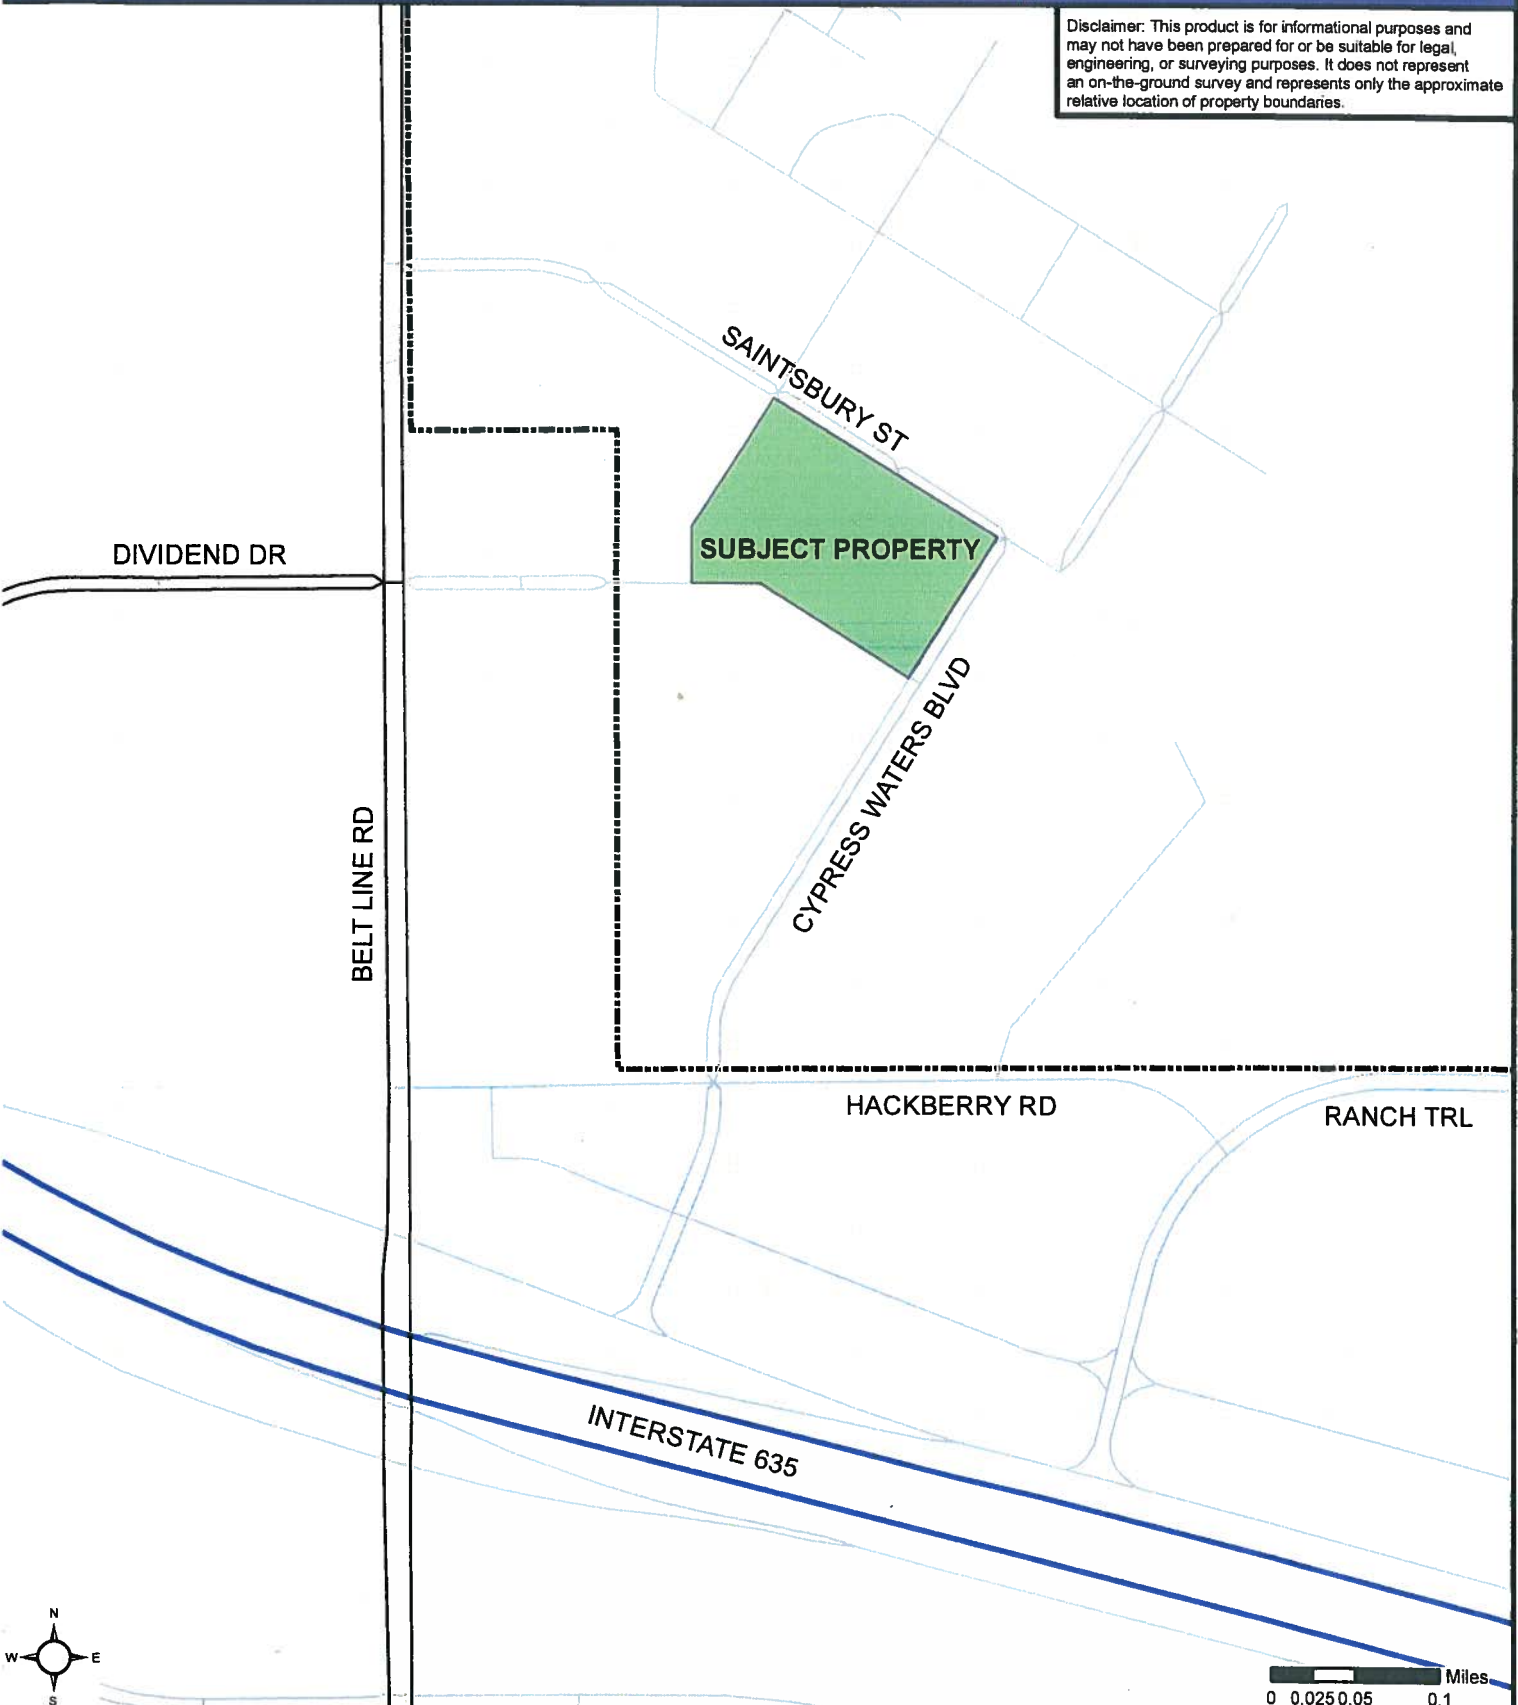 Disclaimer: This product is for informational purposes and
may not have been prepared for or be suitable for legal,
engineering, or surveying purposes. It does not represent
an on-the-ground survey and represents only the approximate
relative location of property boundaries.
SAINTSBURY ST
DIVIDEND DR
SUBJECT PROPERTY
CYPRESS WATERS BLVD
BELT LINE RD
HACKBERRY RD
RANCH TRL
INTERSTATE 635
N
W E
S
Miles
0 0.025 0.05 0.1